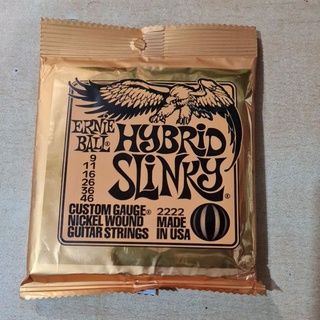 ERNIE
BALL®
HYBRID
SLINKY®
9
11
16
26
36
46
CUSTOM GAUGE®
NICKEL WOUND
GUITAR STRINGS
2222
MADE
IN USA